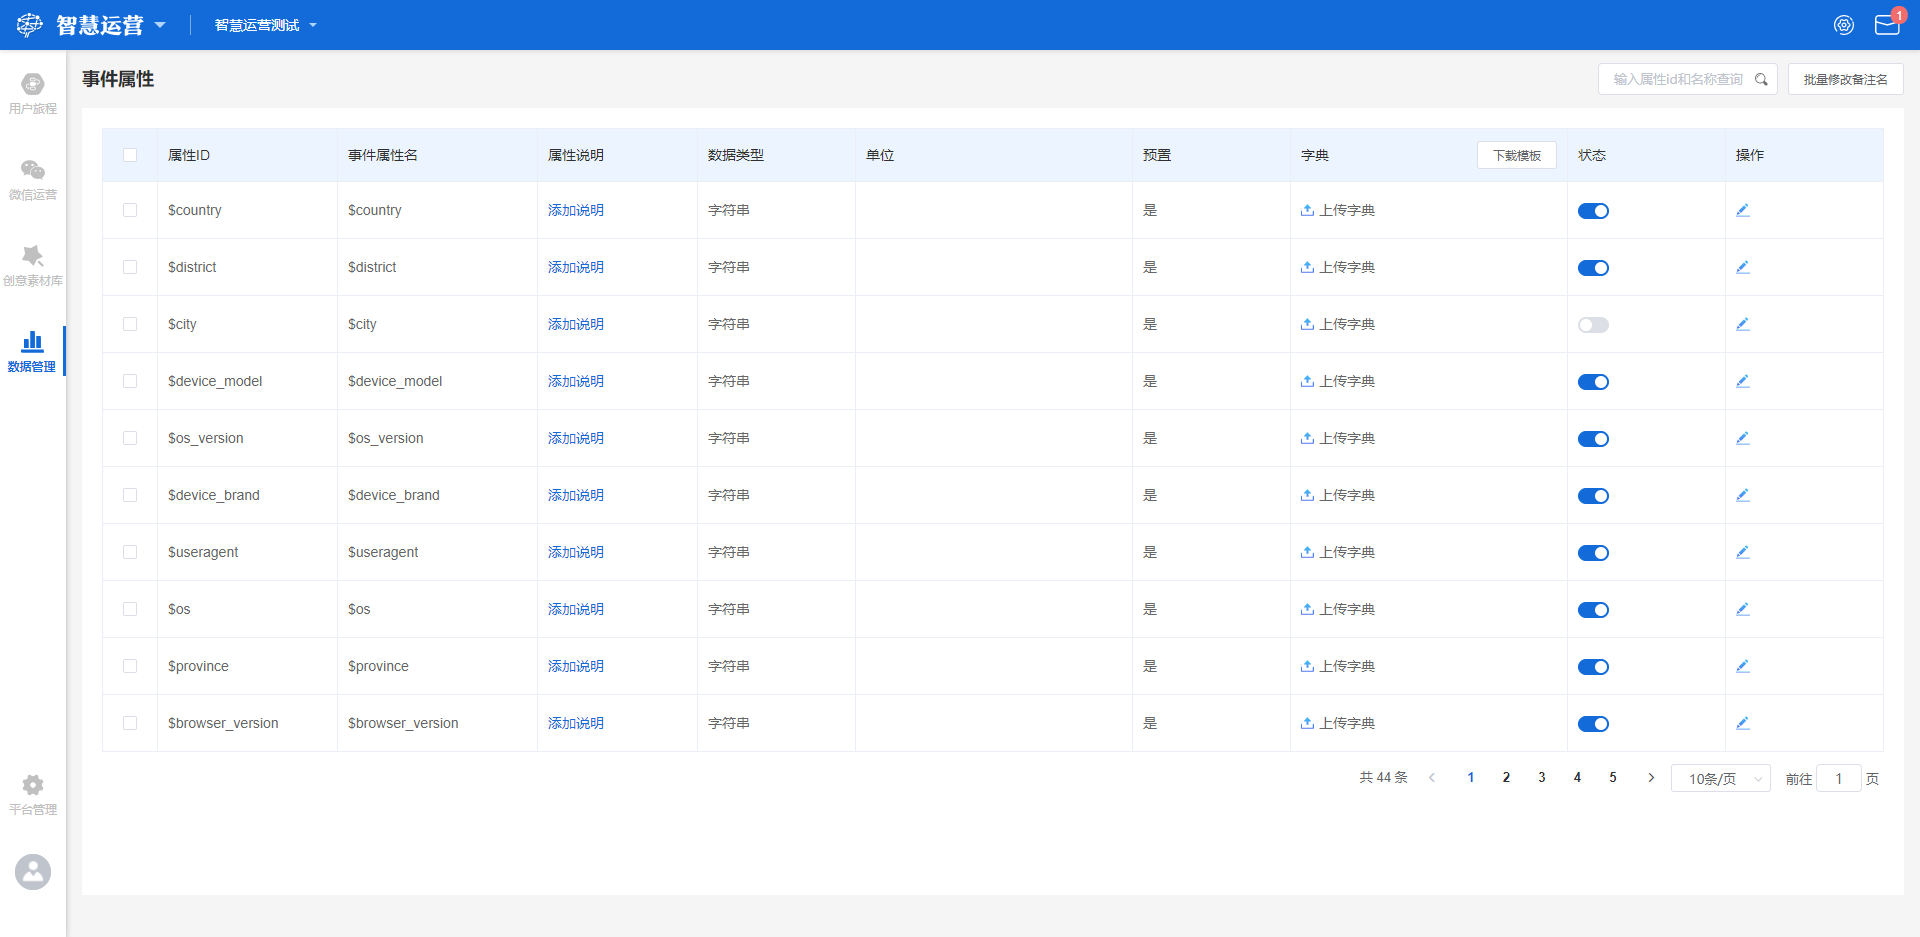 智慧运营 智慧运营测试 1
用户旅程
微信运营
创意素材库
数据管理
平台管理
事件属性 输入属性id和名称查询 批量修改备注名
属性ID 事件属性名 属性说明 数据类型 单位 预置 字典 下载模板 状态 操作
$country $country 添加说明 字符串 是 上传字典
$district $district 添加说明 字符串 是 上传字典
$city $city 添加说明 字符串 是 上传字典
$device_model $device_model 添加说明 字符串 是 上传字典
$os_version $os_version 添加说明 字符串 是 上传字典
$device_brand $device_brand 添加说明 字符串 是 上传字典
$useragent $useragent 添加说明 字符串 是 上传字典
$os $os 添加说明 字符串 是 上传字典
$province $province 添加说明 字符串 是 上传字典
$browser_version $browser_version 添加说明 字符串 是 上传字典
共 44 条 1 2 3 4 5 10条/页 前往 1 页